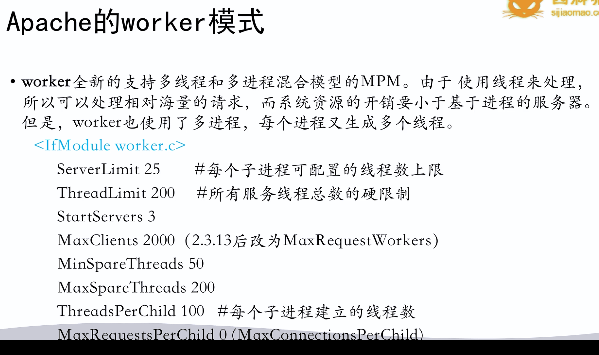 Apache的worker模式
sijiaomao.co
• worker全新的支持多线程和多进程混合模型的MPM。由于 使用线程来处理，
所以可以处理相对海量的请求，而系统资源的开销要小于基于进程的服务器。
但是，worker也使用了多进程，每个进程又生成多个线程。
<IfModule worker.c>
ServerLimit 25 #每个子进程可配置的线程数上限
ThreadLimit 200 #所有服务线程总数的硬限制
StartServers 3
MaxClients 2000（2.3.13后改为MaxRequestWorkers）
MinSpareThreads 50
MaxSpareThreads 200
ThreadsPerChild 100 #每个子进程建立的线程数
MaxRequestsPerChild 0 (MaxConnectionsPerChild)